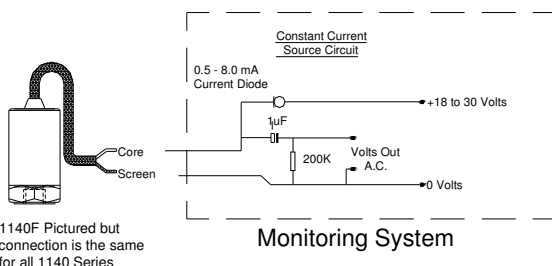 Constant Current
Source Circuit
0.5 - 8.0 mA
Current Diode
+18 to 30 Volts
1uF
Core
200K
Volts Out
A.C.
Screen
0 Volts
1140F Pictured but
connection is the same
for all 1140 Series
Monitoring System